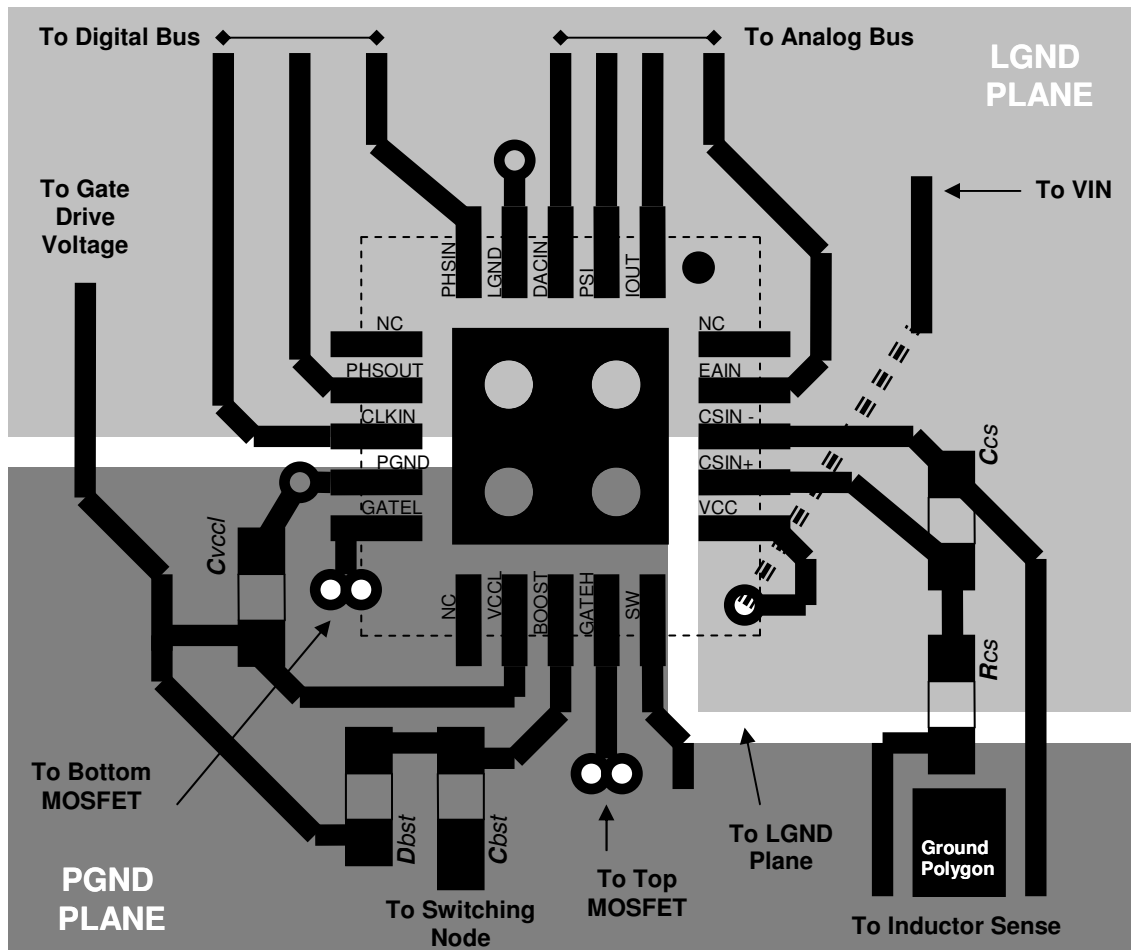 To Digital Bus
To Analog Bus
LGND
PLANE
To Gate
Drive
Voltage
To VIN
PHSIN
LGND
DACIN
PSI
IOUT
NC
NC
PHSOUT
EAIN
CLKIN
CSIN -
PGND
CSIN+
GATEL
VCC
Ccs
Cvccl
NC
VCCL
BOOST
GATEH
SW
Rcs
To Bottom
MOSFET
Dbst
Cbst
To LGND
Plane
Ground
Polygon
PGND
PLANE
To Top
MOSFET
To Switching
Node
To Inductor Sense